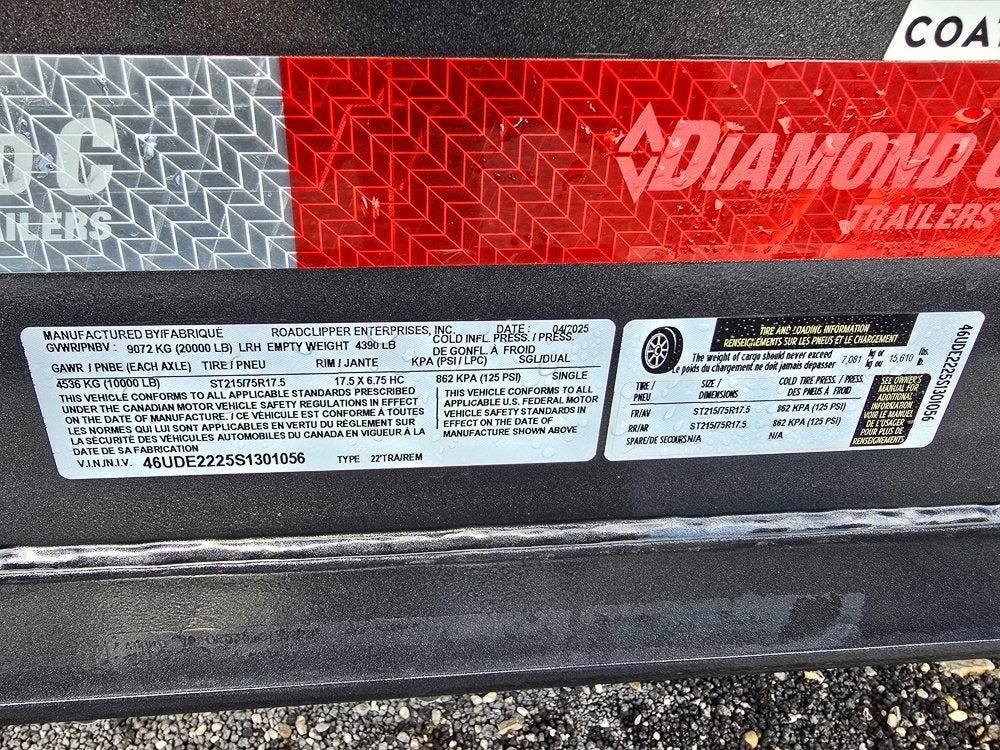 COAT
D C
AILERS
DIAMOND C
TRAILERS
MANUFACTURED BY/FABRIQUÉ ROADCLIPPER ENTERPRISES, INC. DATE : 04/2025
GVWR/PNBV : 9072 KG (20000 LB) LRH EMPTY WEIGHT 4390 LB COLD INFL. PRESS./PRESS. DE GONFL. À FROID
GAWR / PNBE (EACH AXLE) TIRE / PNEU RIM / JANTE KPA (PSI / LPC) SGL/DUAL
4536 KG (10000 LB) ST215/75R17.5 17.5 X 6.75 HC 862 KPA (125 PSI) SINGLE
THIS VEHICLE CONFORMS TO ALL APPLICABLE STANDARDS PRESCRIBED
UNDER THE CANADIAN MOTOR VEHICLE SAFETY REGULATIONS IN EFFECT
ON THE DATE OF MANUFACTURE / CE VÉHICULE EST CONFORME À TOUTES
LES NORMES QUI LUI SONT APPLICABLES EN VERTU DU RÈGLEMENT SUR
LA SÉCURITÉ DES VÉHICULES AUTOMOBILES DU CANADA EN VIGUEUR À LA
DATE DE SA FABRICATION
THIS VEHICLE CONFORMS TO ALL
APPLICABLE U.S. FEDERAL MOTOR
VEHICLE SAFETY STANDARDS IN
EFFECT ON THE DATE OF
MANUFACTURE SHOWN ABOVE
V.I.N./N.I.V. 46UDE2225S1301056 TYPE 22'TRA/REM
TIRE AND LOADING INFORMATION
RENSEIGNEMENTS SUR LES PNEUS ET LE CHARGEMENT
The weight of cargo should never exceed 7,081 kg or 15,610 lbs.
Le poids du chargement ne doit jamais dépasser kg ou lb.
TIRE / PNEU SIZE / DIMENSIONS COLD TIRE PRESS. / PRESS. DES PNEUS À FROID
FR/AV ST215/75R17.5 862 KPA (125 PSI)
RR/AR ST215/75R17.5 862 KPA (125 PSI)
SPARE/DE SECOURS N/A N/A
SEE OWNER'S
MANUAL FOR
ADDITIONAL
INFORMATION
VOIR LE MANUEL
DE L'USAGER
POUR PLUS DE
RENSEIGNEMENTS
46UDE2225S1301056